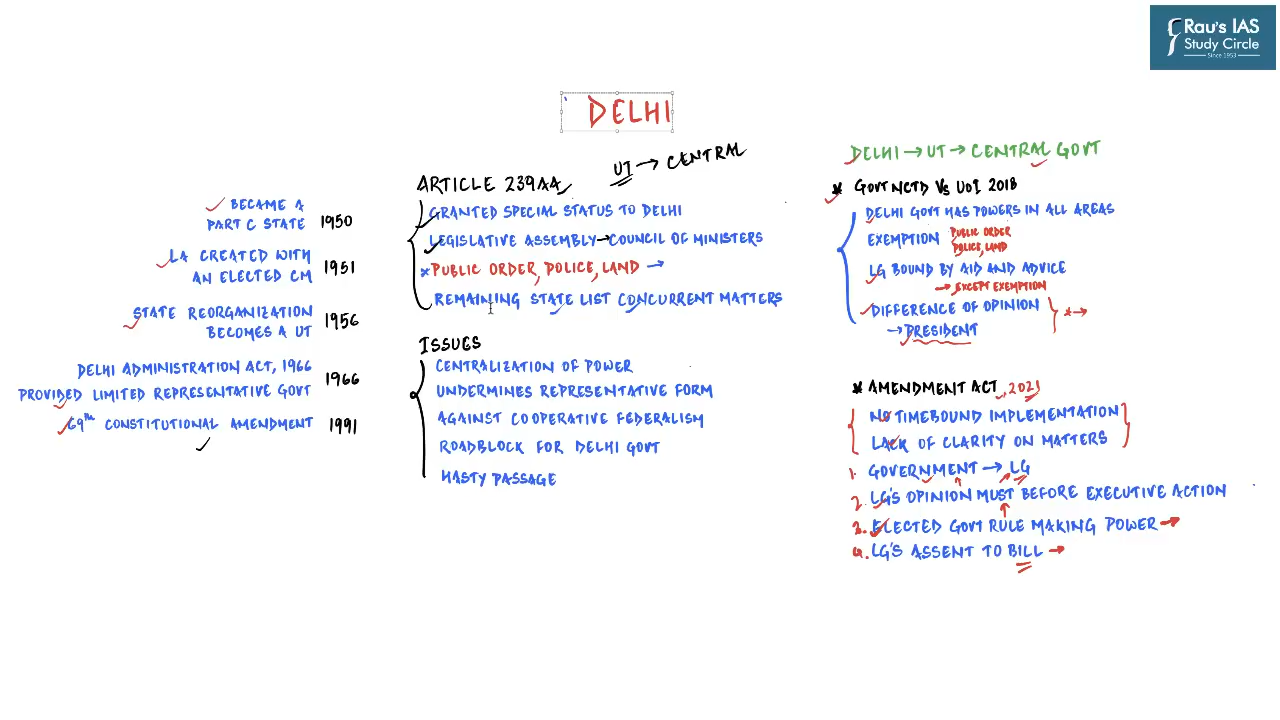 Rau's IAS
Study Circle
Since 1953
DELHI
UT → CENTRAL
BECAME A
PART C STATE 1950
LA CREATED WITH
AN ELECTED CM 1951
STATE REORGANIZATION
BECOMES A UT 1956
DELHI ADMINISTRATION ACT, 1966
PROVIDED LIMITED REPRESENTATIVE GOVT 1966
69th CONSTITUTIONAL AMENDMENT 1991
ARTICLE 239AA
GRANTED SPECIAL STATUS TO DELHI
LEGISLATIVE ASSEMBLY → COUNCIL OF MINISTERS
* PUBLIC ORDER, POLICE, LAND →
REMAINING STATE LIST CONCURRENT MATTERS
ISSUES
CENTRALIZATION OF POWER
UNDERMINES REPRESENTATIVE FORM
AGAINST COOPERATIVE FEDERALISM
ROADBLOCK FOR DELHI GOVT
HASTY PASSAGE
DELHI → UT → CENTRAL GOVT
* GOVT NCTD VS UOI 2018
DELHI GOVT HAS POWERS IN ALL AREAS
EXEMPTION PUBLIC ORDER
POLICE, LAND
LG BOUND BY AID AND ADVICE
→ EXCEPT EXEMPTION
DIFFERENCE OF OPINION
→ PRESIDENT
* →
* AMENDMENT ACT, 2021
NO TIMEBOUND IMPLEMENTATION
LACK OF CLARITY ON MATTERS
1. GOVERNMENT → LG
2. LG'S OPINION MUST BEFORE EXECUTIVE ACTION
3. ELECTED GOVT RULE MAKING POWER →
4. LG'S ASSENT TO BILL →